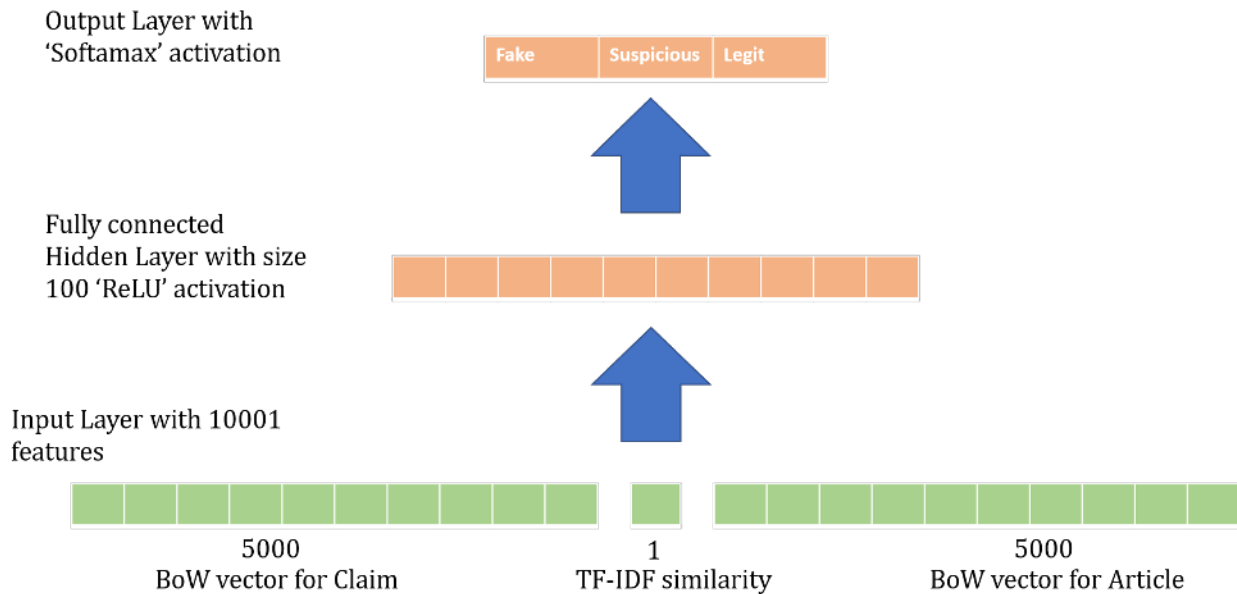 Output Layer with
‘Softamax’ activation
Fake Suspicious Legit
Fully connected
Hidden Layer with size
100 ‘ReLU’ activation
Input Layer with 10001
features
5000 1 5000
BoW vector for Claim TF-IDF similarity BoW vector for Article